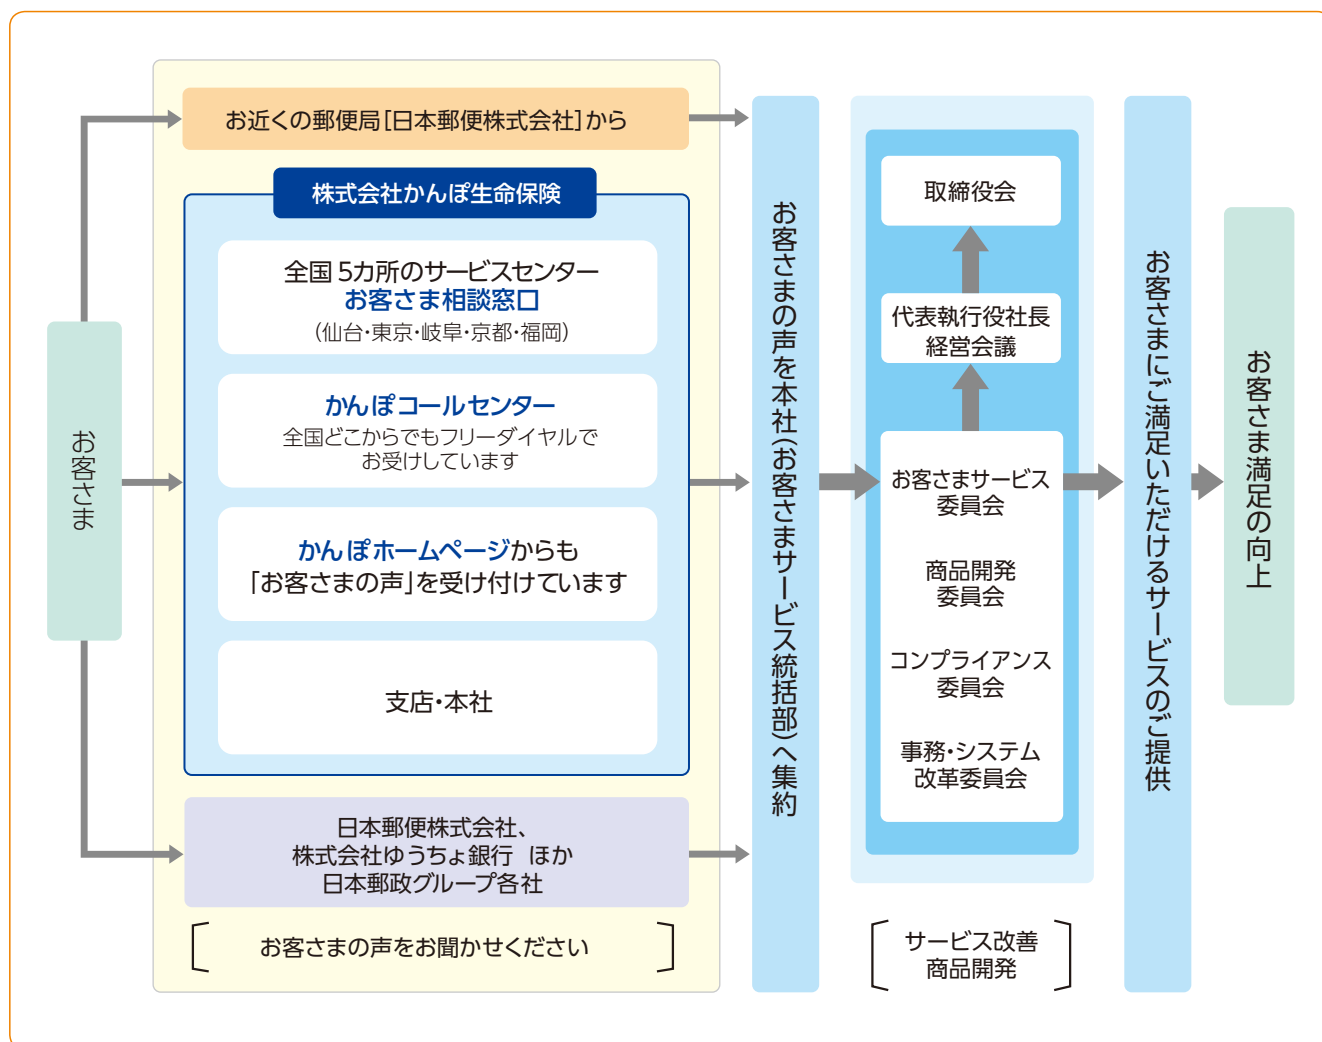 お客さま
お近くの郵便局[日本郵便株式会社]から
株式会社かんぽ生命保険
全国 5カ所のサービスセンター
お客さま相談窓口
(仙台・東京・岐阜・京都・福岡)
かんぽコールセンター
全国どこからでもフリーダイヤルで
お受けしています
かんぽホームページからも
「お客さまの声」を受け付けています
支店・本社
日本郵便株式会社、
株式会社ゆうちょ銀行 ほか
日本郵政グループ各社
お客さまの声をお聞かせください
お客さまの声を本社(お客さまサービス統括部)へ集約
取締役会
代表執行役社長
経営会議
お客さまサービス
委員会
商品開発
委員会
コンプライアンス
委員会
事務・システム
改革委員会
サービス改善
商品開発
お客さまにご満足いただけるサービスのご提供
お客さま満足の向上